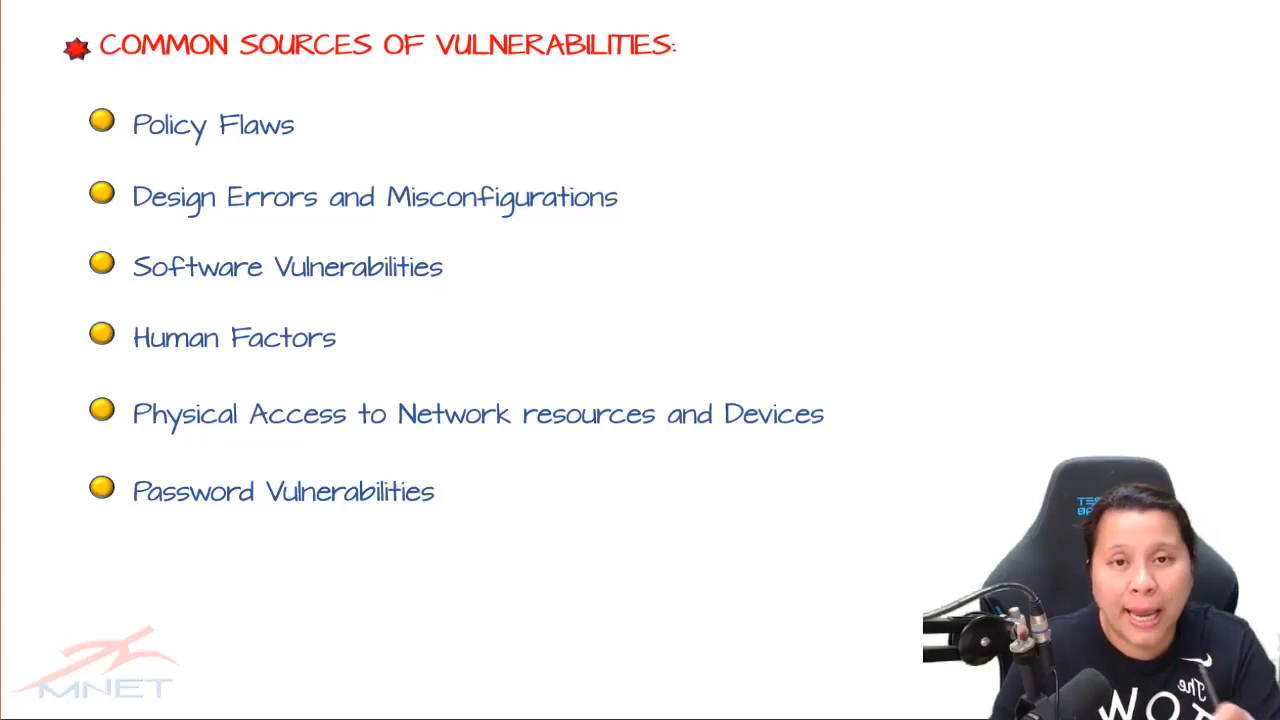 COMMON SOURCES OF VULNERABILITIES:
Policy Flaws
Design Errors and Misconfigurations
Software Vulnerabilities
Human Factors
Physical Access to Network resources and Devices
Password Vulnerabilities
MNET
The